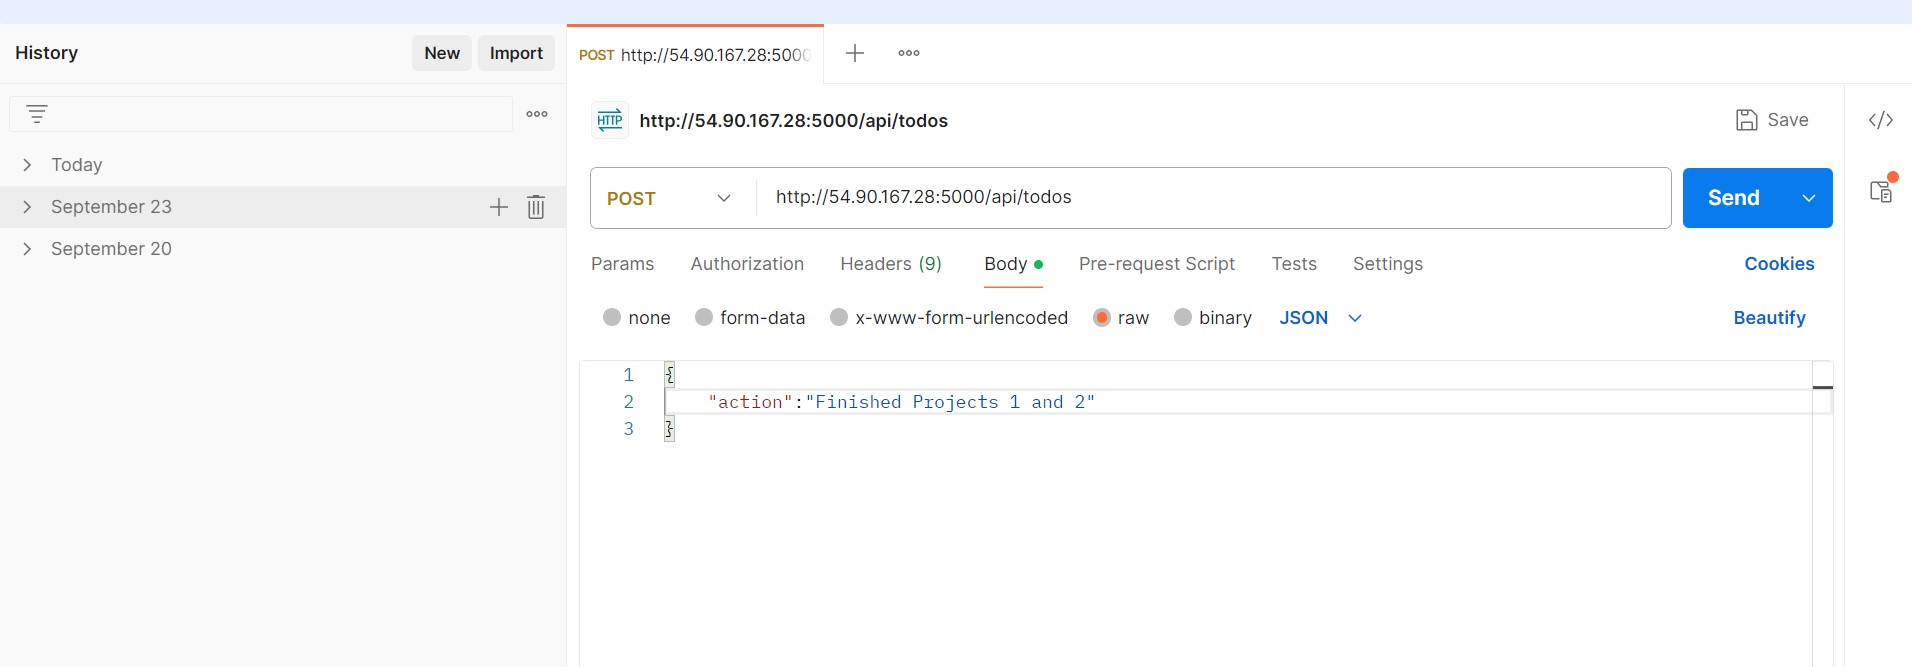 History
New
Import
Today
September 23
September 20
POST http://54.90.167.28:5000
HTTP http://54.90.167.28:5000/api/todos
Save
POST
http://54.90.167.28:5000/api/todos
Send
Params Authorization Headers (9) Body Pre-request Script Tests Settings
Cookies
none form-data x-www-form-urlencoded raw binary JSON
Beautify
1 {
2 "action":"Finished Projects 1 and 2"
3 }